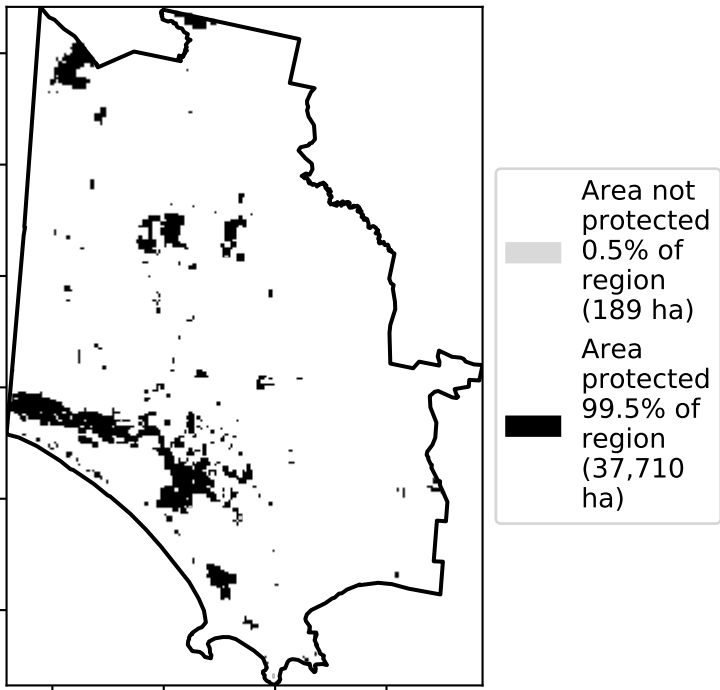 Area not
protected
0.5% of
region
(189 ha)
Area
protected
99.5% of
region
(37,710
ha)